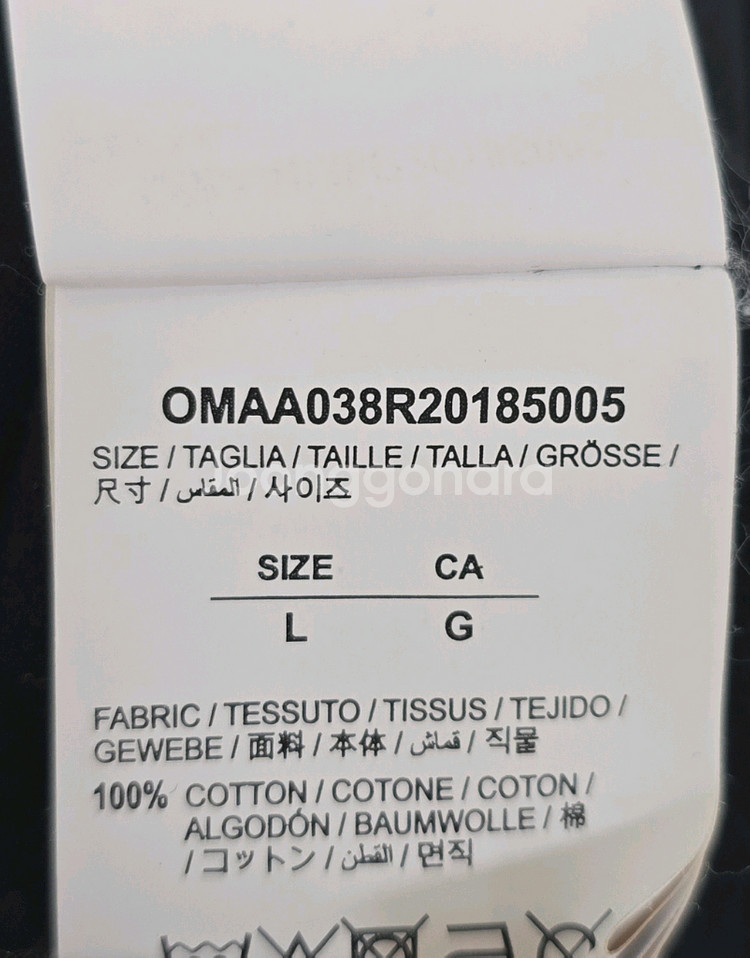 OMAA038R20185005
SIZE / TAGLIA / TAILLE / TALLA / GRÖSSE /
尺寸 / المقاس / 사이즈
joonggonara
SIZE CA
L G
FABRIC / TESSUTO / TISSUS / TEJIDO /
GEWEBE / 面料 / 本体 / قماش / 직물
100% COTTON / COTONE / COTON /
ALGODÓN / BAUMWOLLE / 棉
/ コットン / القطن / 면직